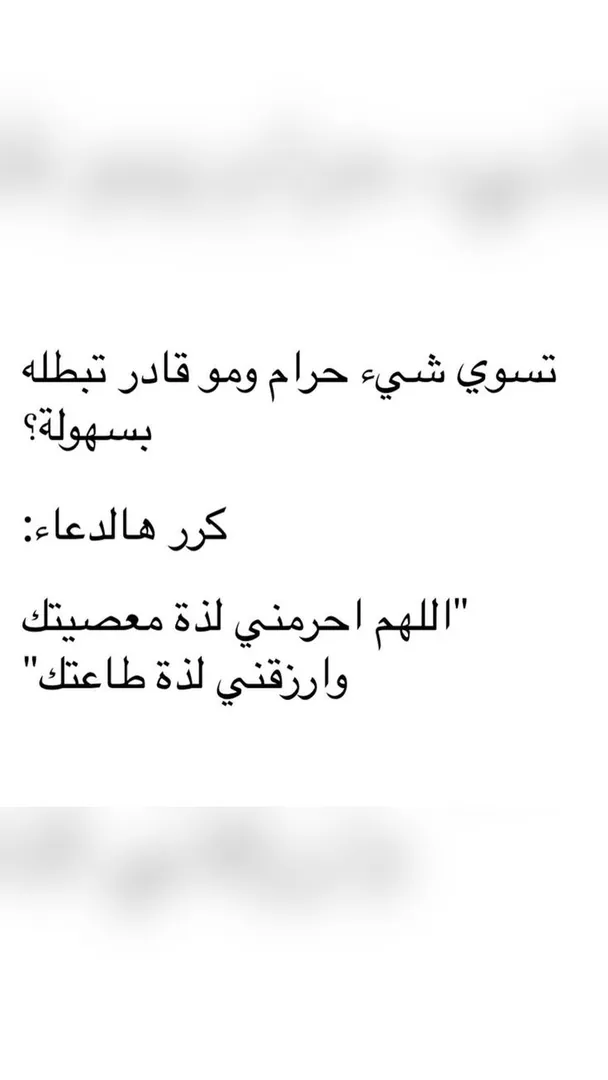 تسوي شيء حرام ومو قادر تبطله
بسهولة؟
كرر هالدعاء:
"اللهم احرمني لذة معصيتك
وارزقني لذة طاعتك"